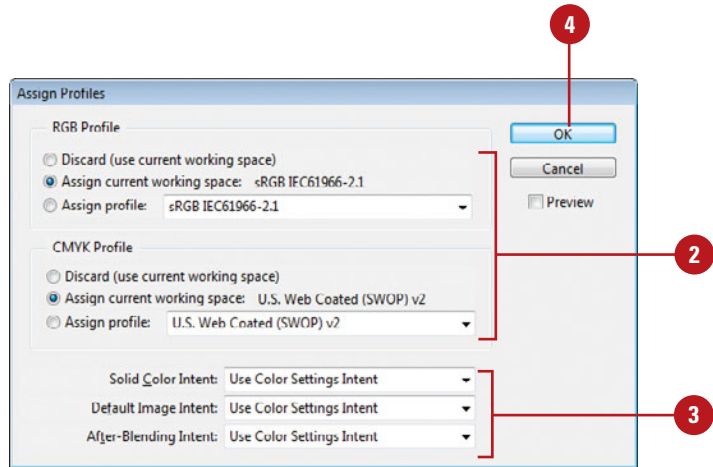 4
Assign Profiles
RGB Profile
OK
Discard (use current working space)
Cancel
Assign current working space: sRGB IEC61966-2.1
Assign profile: sRGB IEC61966-2.1
Preview
CMYK Profile
2
Discard (use current working space)
Assign current working space: U.S. Web Coated (SWOP) v2
Assign profile: U.S. Web Coated (SWOP) v2
Solid Color Intent: Use Color Settings Intent
Default Image Intent: Use Color Settings Intent
3
After-Blending Intent: Use Color Settings Intent